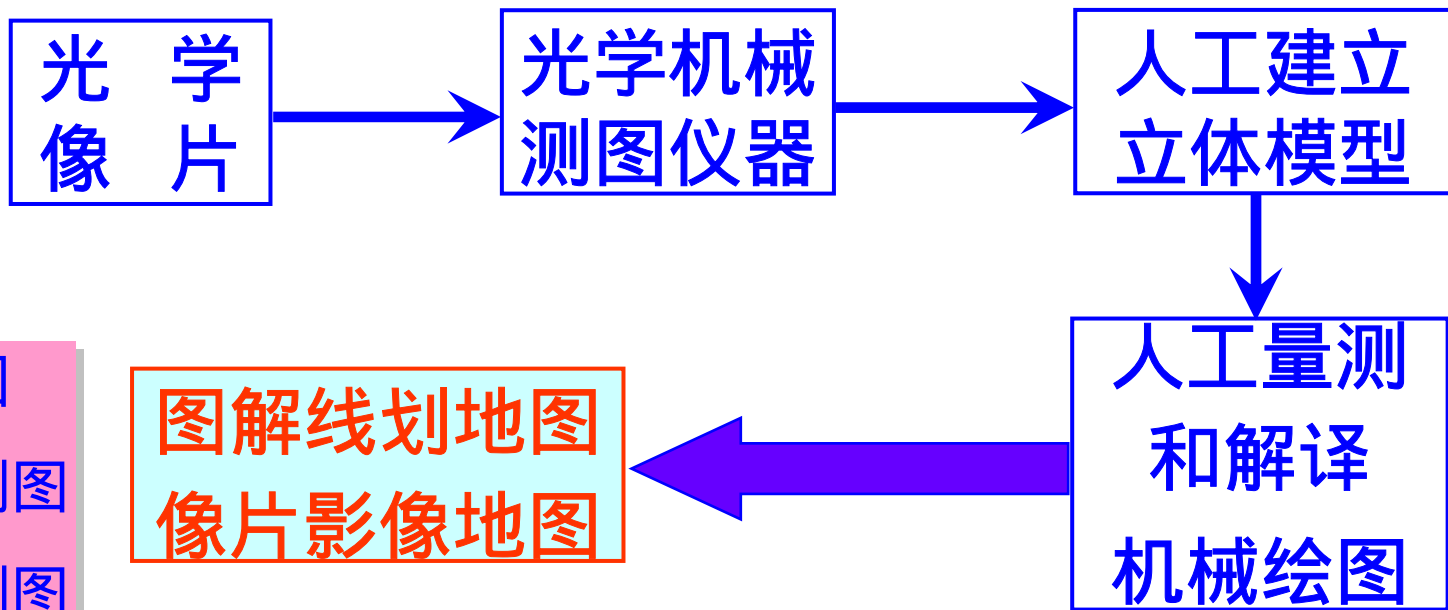 光 学
像 片
光学机械
测图仪器
人工建立
立体模型
人工量测
和解译
机械绘图
图解线划地图
像片影像地图
图
图